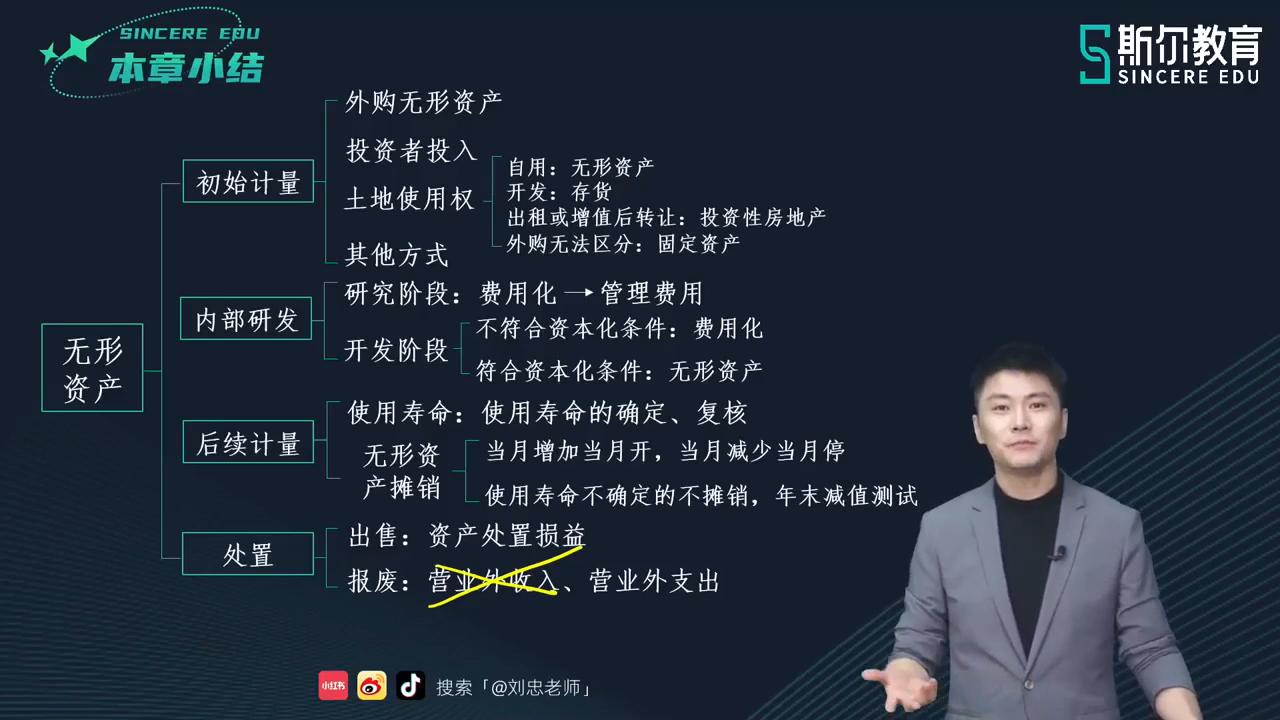 SINCERE EDU
本章小结
斯尔教育
SINCERE EDU
无形
资产
初始计量
外购无形资产
投资者投入
土地使用权
自用：无形资产
开发：存货
出租或增值后转让：投资性房地产
外购无法区分：固定资产
其他方式
内部研发
研究阶段：费用化→管理费用
开发阶段
不符合资本化条件：费用化
符合资本化条件：无形资产
后续计量
使用寿命：使用寿命的确定、复核
无形资
产摊销
当月增加当月开，当月减少当月停
使用寿命不确定的不摊销，年末减值测试
处置
出售：资产处置损益
报废：营业外收入、营业外支出
小红书
搜索「@刘忠老师」